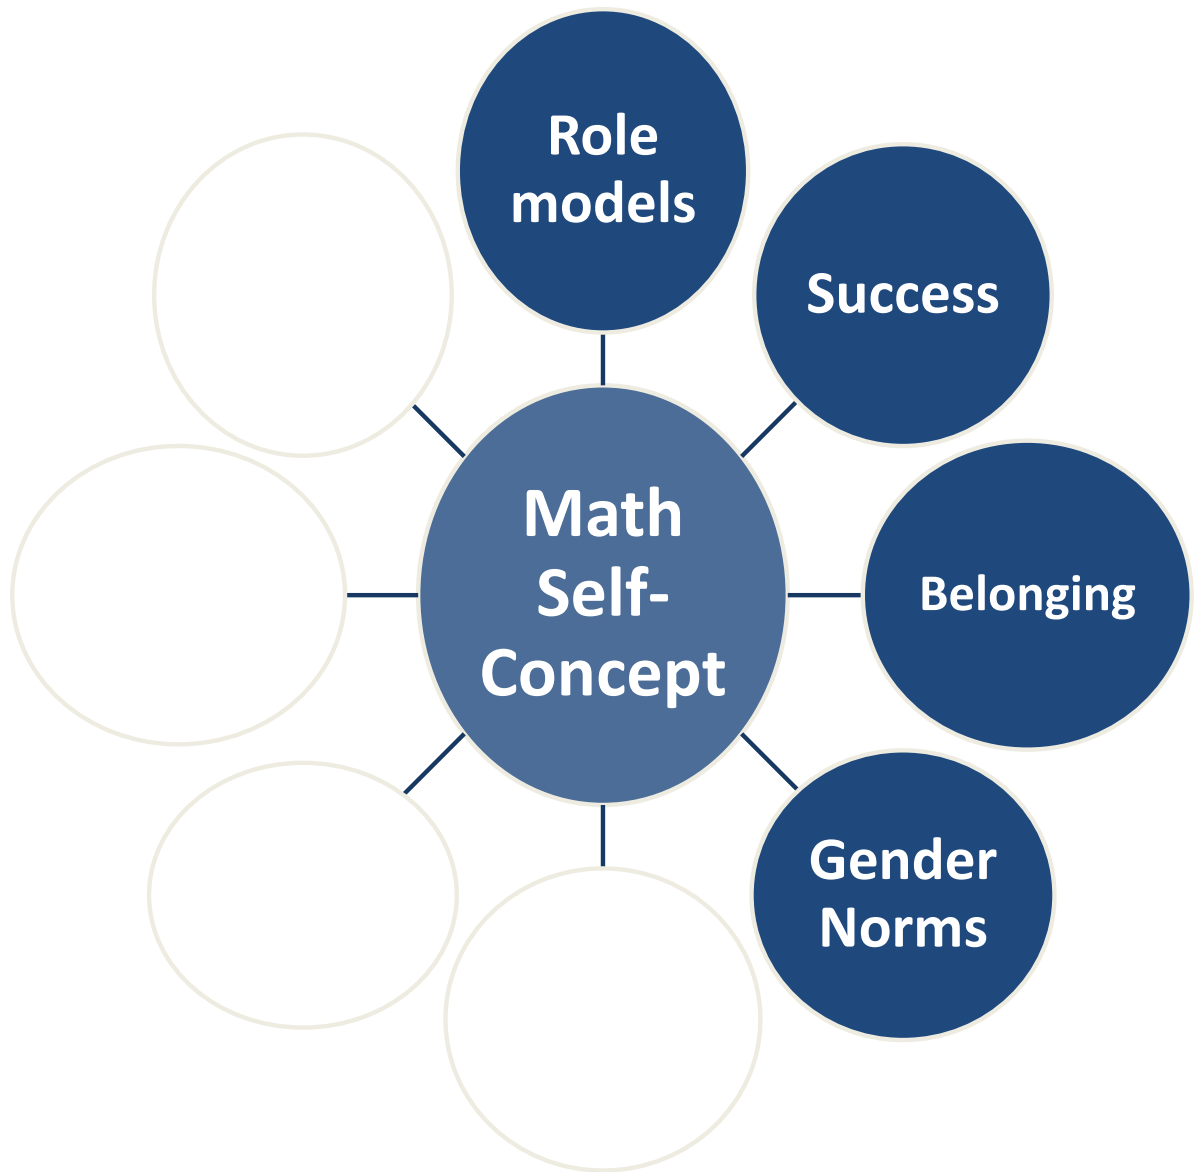 Role
models
Success
Math
Self-
Concept
Belonging
Gender
Norms